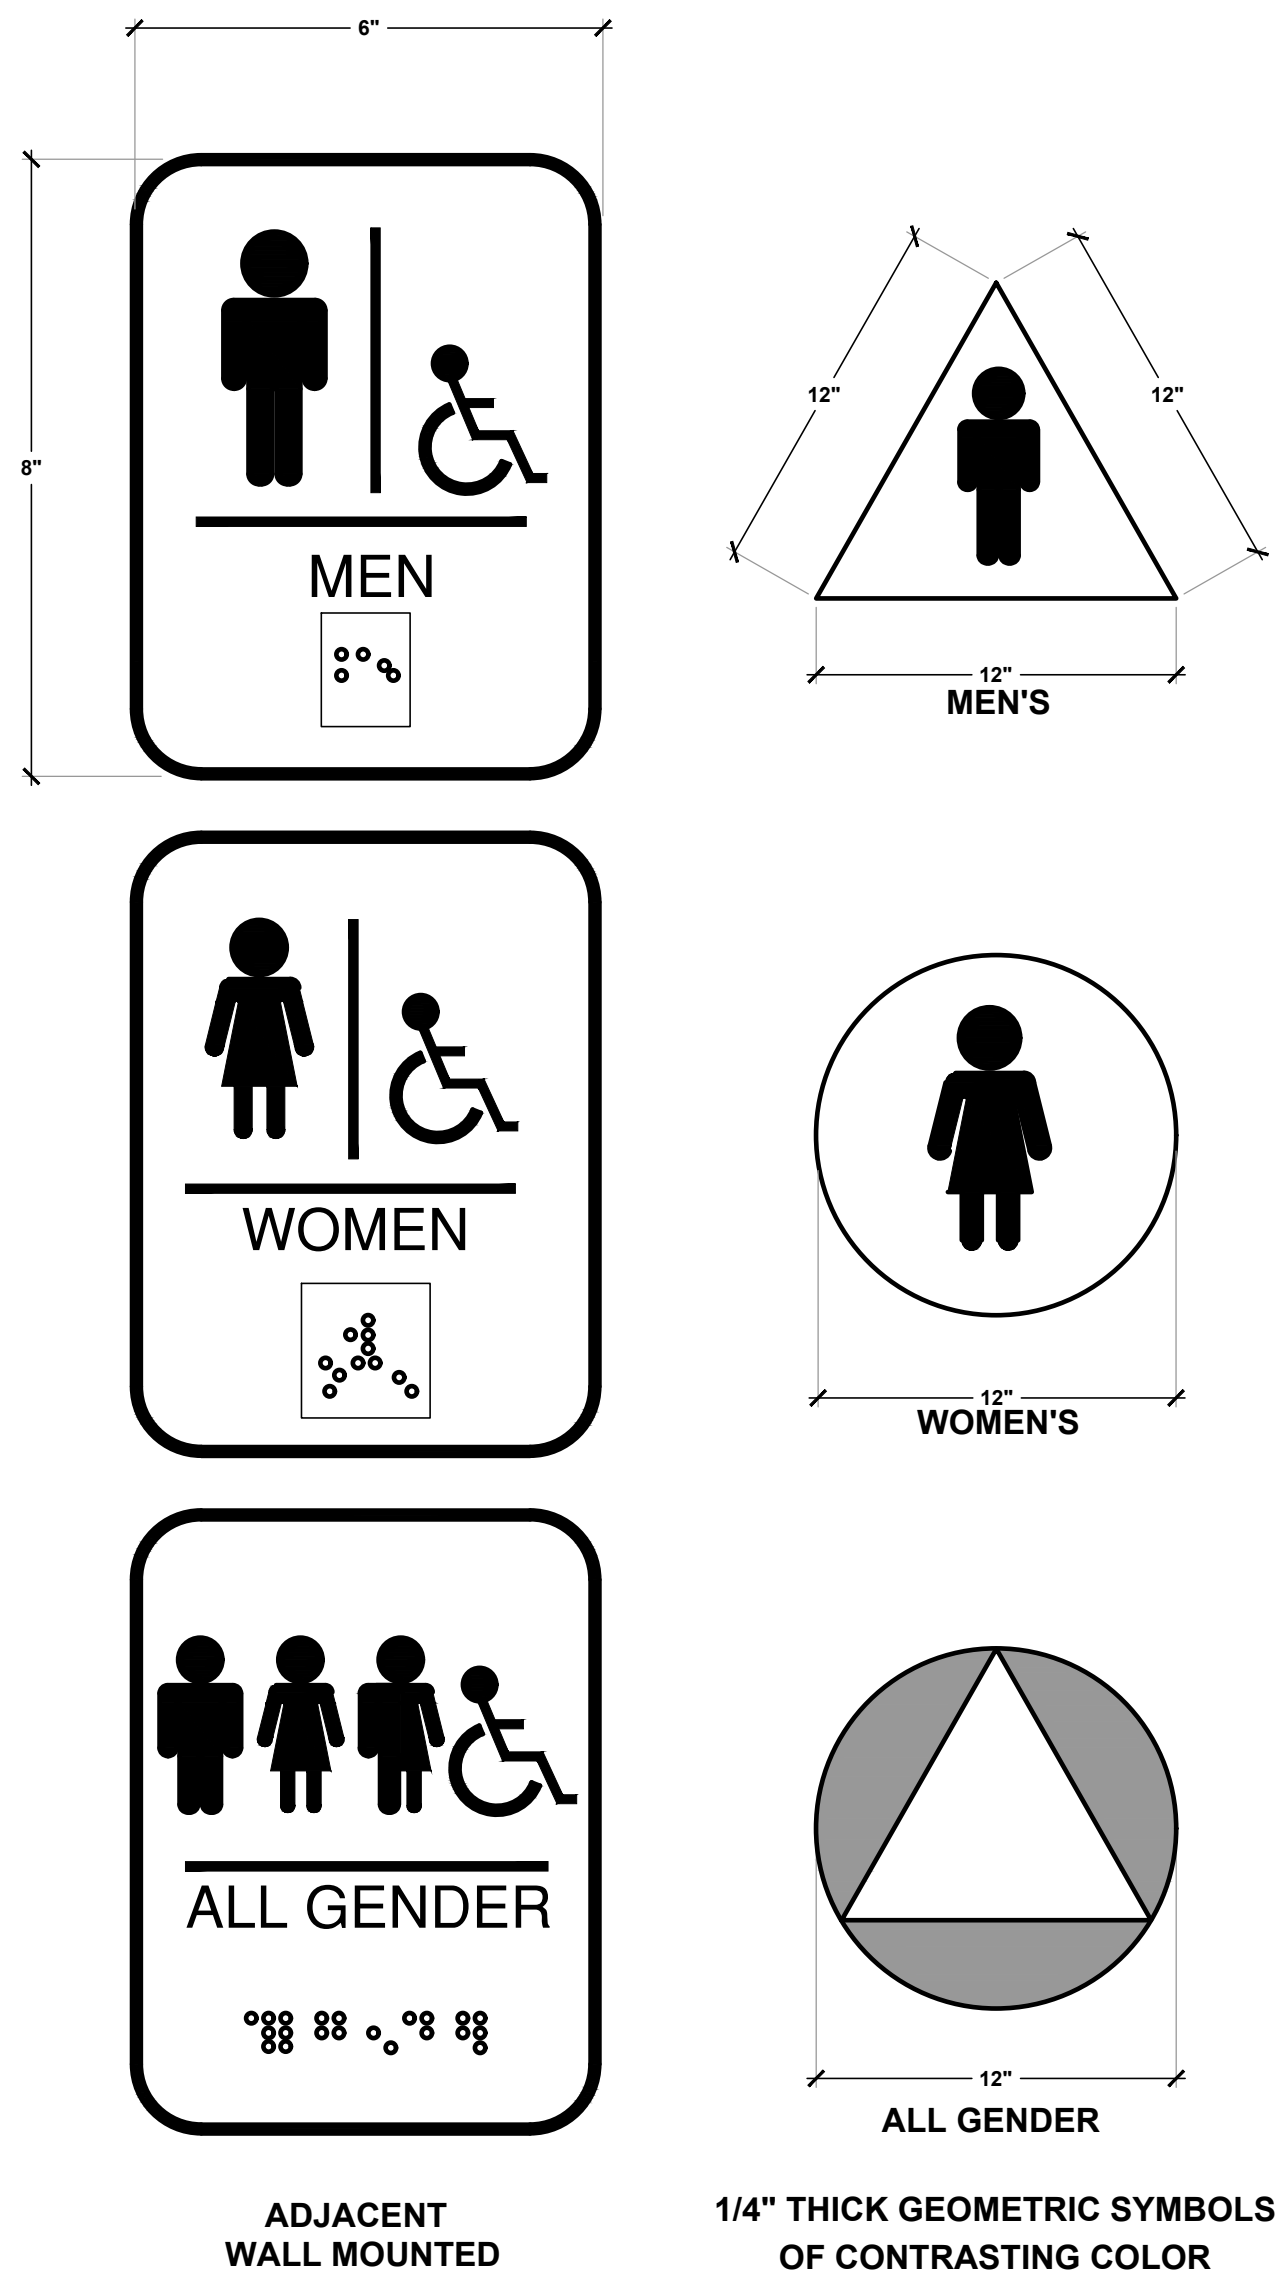 6"
8"
MEN
12"
12"
12"
MEN'S
WOMEN
12"
WOMEN'S
ALL GENDER
12"
ALL GENDER
ADJACENT
WALL MOUNTED
1/4" THICK GEOMETRIC SYMBOLS
OF CONTRASTING COLOR